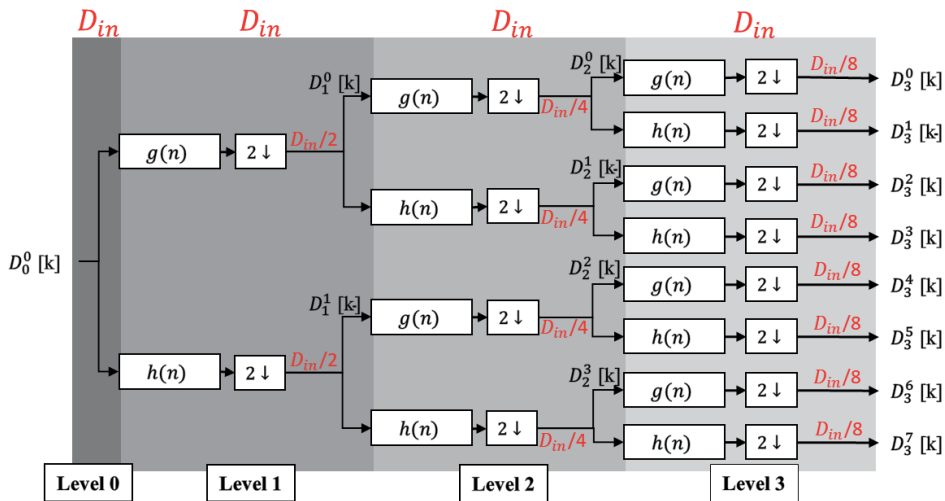 D_in D_in D_in D_in
D_1^0 [k] D_2^0 [k] g(n) 2↓ D_in/8 D_3^0 [k]
g(n) 2↓ D_in/4
h(n) 2↓ D_in/8 D_3^1 [k]
g(n) 2↓ D_in/2
D_2^1 [k] g(n) 2↓ D_in/8 D_3^2 [k]
h(n) 2↓ D_in/4
h(n) 2↓ D_in/8 D_3^3 [k]
D_0^0 [k]
D_1^1 [k] D_2^2 [k] g(n) 2↓ D_in/8 D_3^4 [k]
g(n) 2↓ D_in/4
h(n) 2↓ D_in/8 D_3^5 [k]
h(n) 2↓ D_in/2
D_2^3 [k] g(n) 2↓ D_in/8 D_3^6 [k]
h(n) 2↓ D_in/4
h(n) 2↓ D_in/8 D_3^7 [k]
Level 0 Level 1 Level 2 Level 3